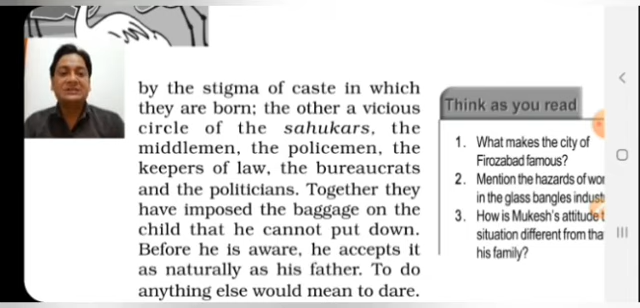 by the stigma of caste in which
they are born; the other a vicious
circle of the sahukars, the
middlemen, the policemen, the
keepers of law, the bureaucrats
and the politicians. Together they
have imposed the baggage on the
child that he cannot put down.
Before he is aware, he accepts it
as naturally as his father. To do
anything else would mean to dare.
Think as you read
1. What makes the city of
Firozabad famous?
2. Mention the hazards of
in the glass bangles
3. How is Mukesh's attitude
situation different from
his family?